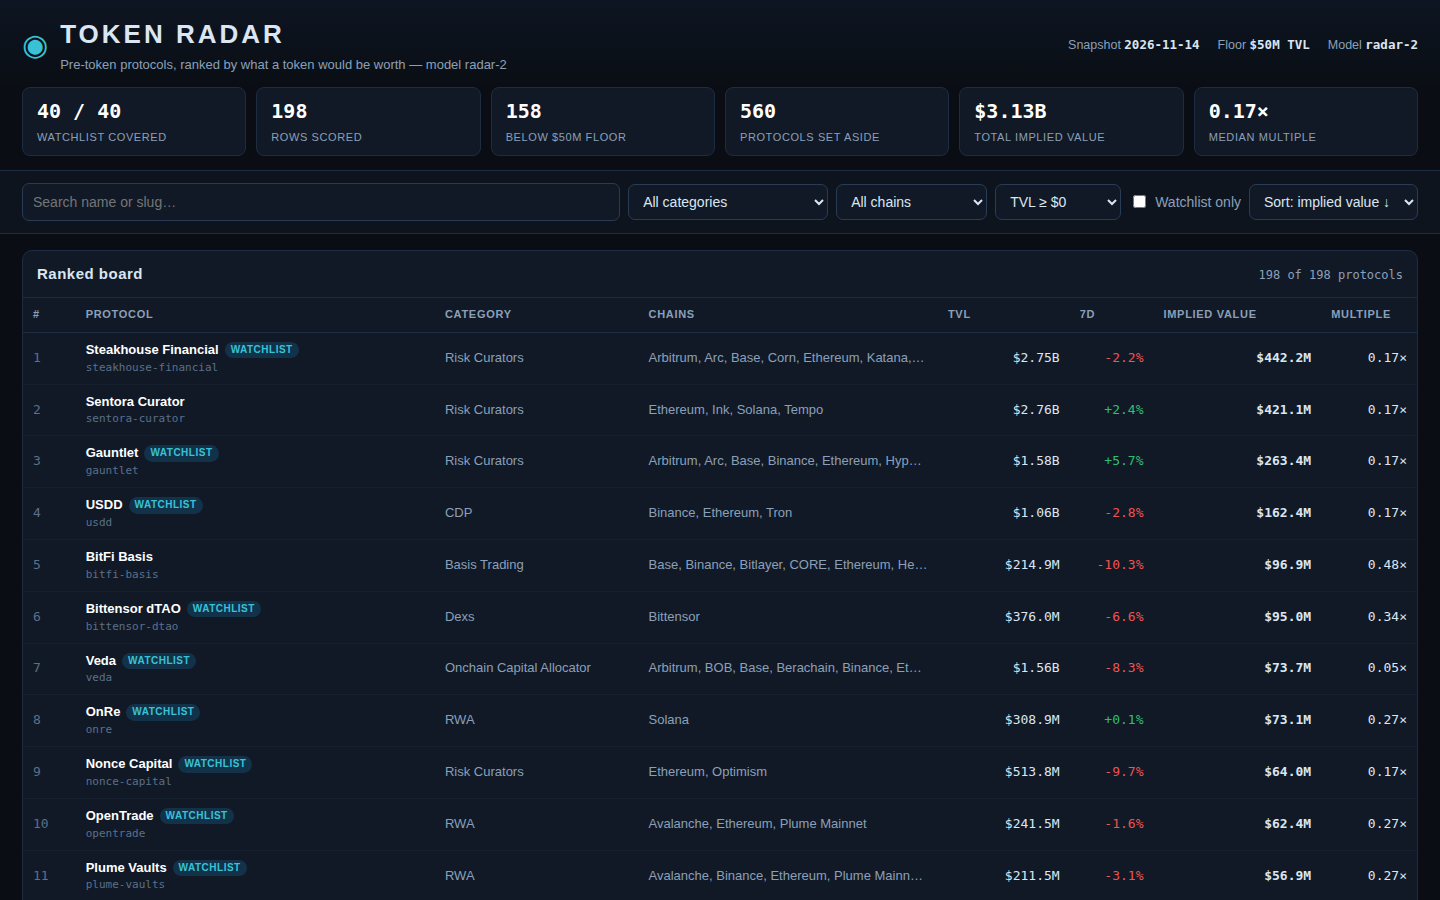 TOKEN RADAR
Pre-token protocols, ranked by what a token would be worth — model radar-2
Snapshot 2026-11-14 Floor $50M TVL Model radar-2
40 / 40
WATCHLIST COVERED
198
ROWS SCORED
158
BELOW $50M FLOOR
560
PROTOCOLS SET ASIDE
$3.13B
TOTAL IMPLIED VALUE
0.17×
MEDIAN MULTIPLE
Search name or slug…
All categories
All chains
TVL ≥ $0
Watchlist only
Sort: implied value ↓
Ranked board
198 of 198 protocols
# PROTOCOL CATEGORY CHAINS TVL 7D IMPLIED VALUE MULTIPLE
1 Steakhouse Financial WATCHLIST Risk Curators Arbitrum, Arc, Base, Corn, Ethereum, Katana,… $2.75B -2.2% $442.2M 0.17×
steakhouse-financial
2 Sentora Curator Risk Curators Ethereum, Ink, Solana, Tempo $2.76B +2.4% $421.1M 0.17×
sentora-curator
3 Gauntlet WATCHLIST Risk Curators Arbitrum, Arc, Base, Binance, Ethereum, Hyp… $1.58B +5.7% $263.4M 0.17×
gauntlet
4 USDD WATCHLIST CDP Binance, Ethereum, Tron $1.06B -2.8% $162.4M 0.17×
usdd
5 BitFi Basis Basis Trading Base, Binance, Bitlayer, CORE, Ethereum, He… $214.9M -10.3% $96.9M 0.48×
bitfi-basis
6 Bittensor dTAO WATCHLIST Dexs Bittensor $376.0M -6.6% $95.0M 0.34×
bittensor-dtao
7 Veda WATCHLIST Onchain Capital Allocator Arbitrum, BOB, Base, Berachain, Binance, Et… $1.56B -8.3% $73.7M 0.05×
veda
8 OnRe WATCHLIST RWA Solana $308.9M +0.1% $73.1M 0.27×
onre
9 Nonce Capital WATCHLIST Risk Curators Ethereum, Optimism $513.8M -9.7% $64.0M 0.17×
nonce-capital
10 OpenTrade WATCHLIST RWA Avalanche, Ethereum, Plume Mainnet $241.5M -1.6% $62.4M 0.27×
opentrade
11 Plume Vaults WATCHLIST RWA Avalanche, Binance, Ethereum, Plume Mainn… $211.5M -3.1% $56.9M 0.27×
plume-vaults